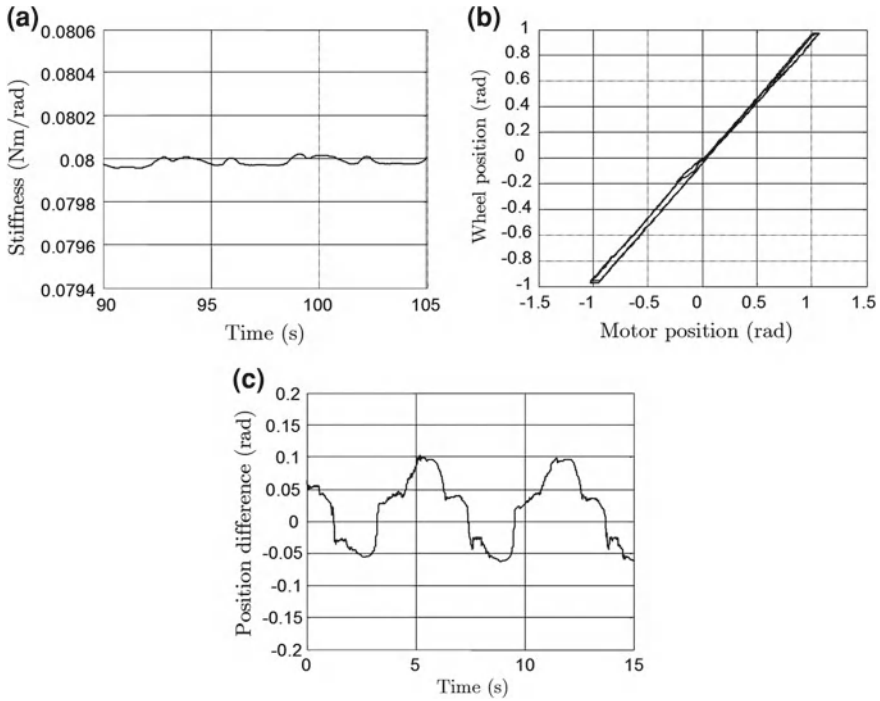 (a)
0.0806
0.0804
0.0802
0.08
0.0798
0.0796
0.0794
90 95 100 105
Stiffness (Nm/rad)
Time (s)
(b)
1
0.6
0.4
0.2
0
-0.2
-0.4
-0.6
-0.8
-1
-1.5 -1 -0.5 0 0.5 1 1.5
Wheel position (rad)
Motor position (rad)
(c)
0.2
0.15
0.1
0.05
0
-0.05
-0.1
-0.15
-0.2
0 5 10 15
Position difference (rad)
Time (s)